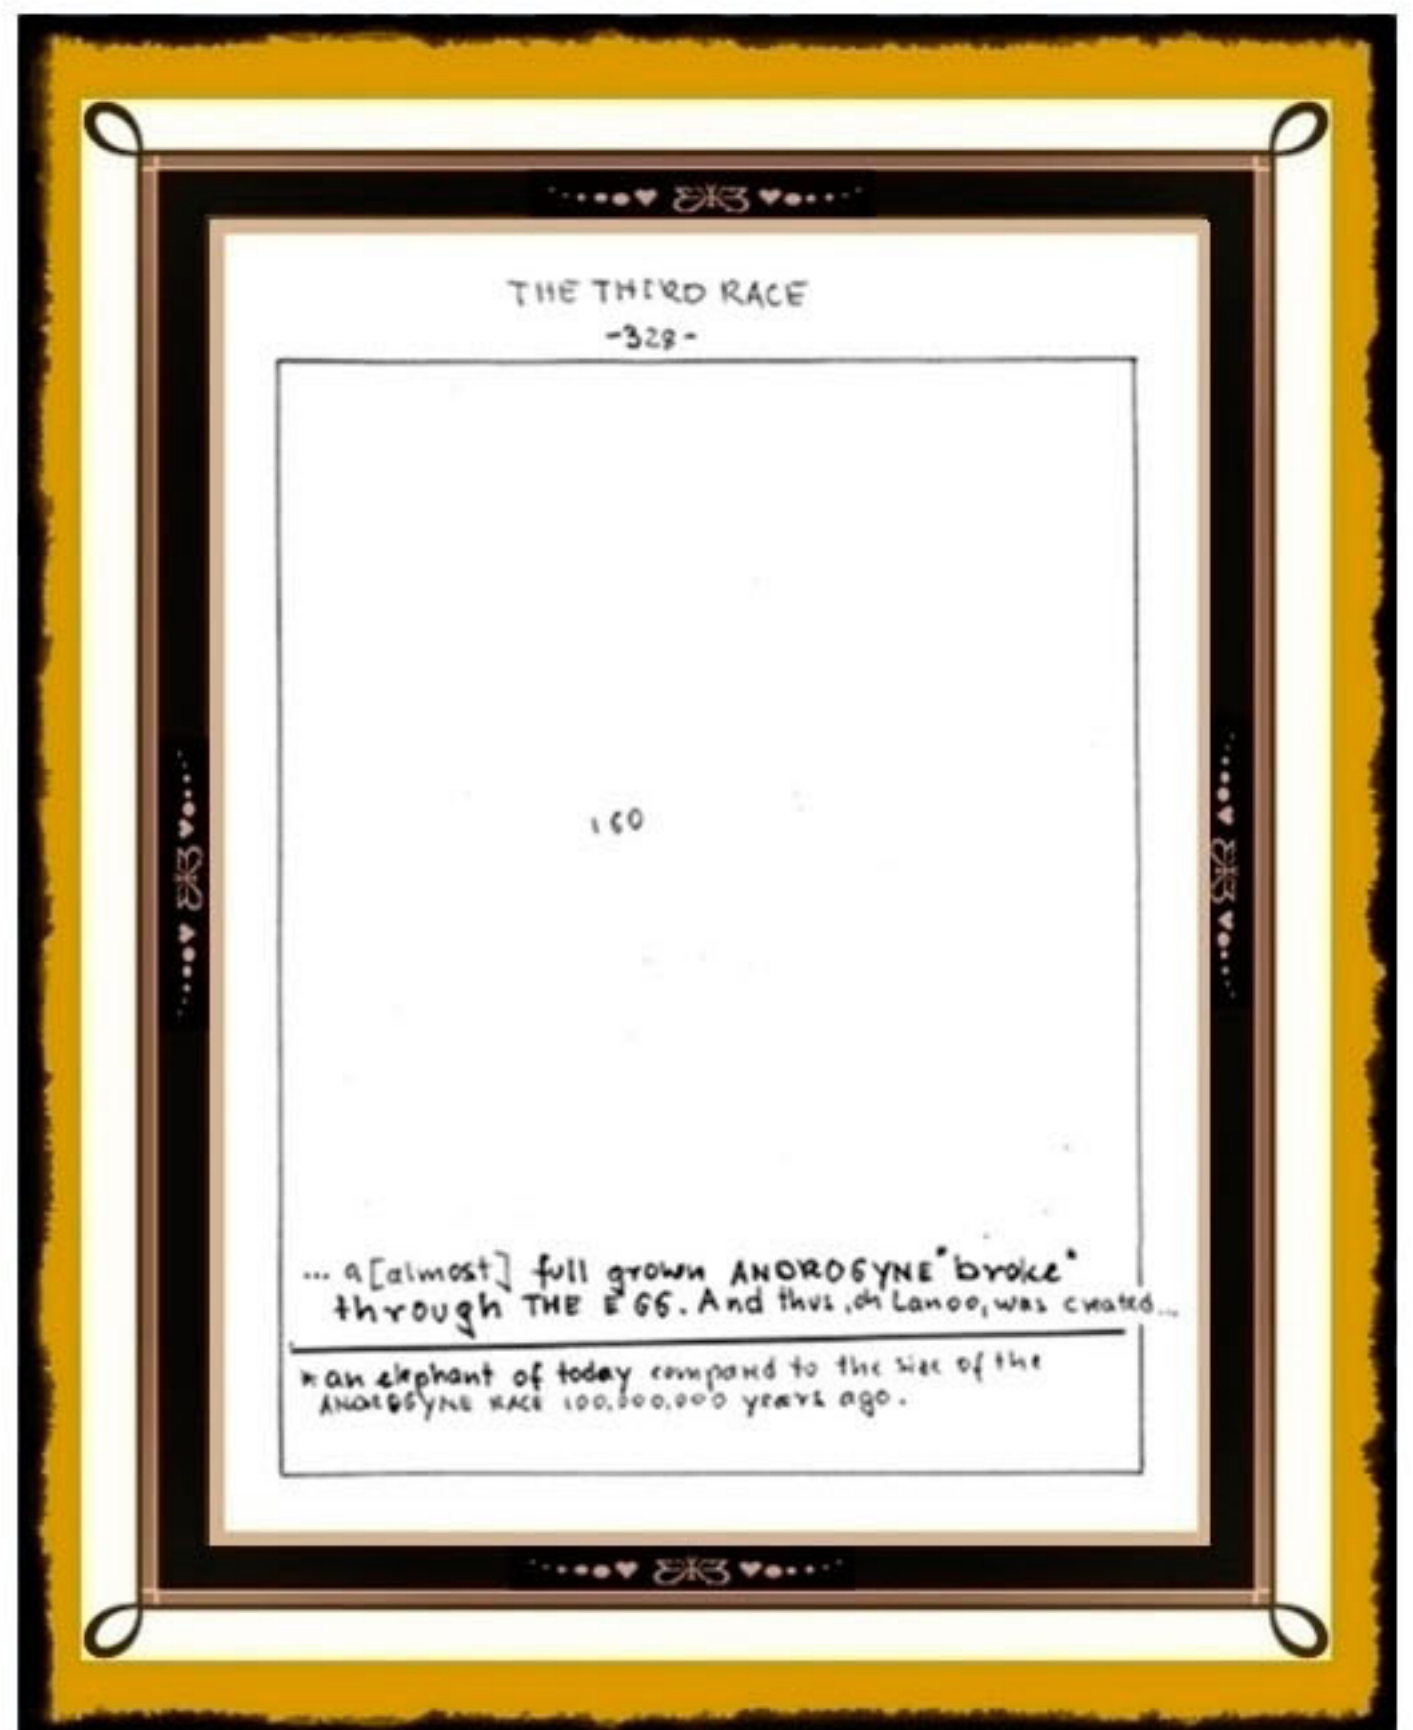 THE THIRD RACE
-328-
160
... a [almost] full grown ANDROGYNE "broke"
through THE EGG. And thus, oh Lanoo, was created...
* an elephant of today compared to the size of the
ANDROGYNE RACE 100.000.000 years ago.